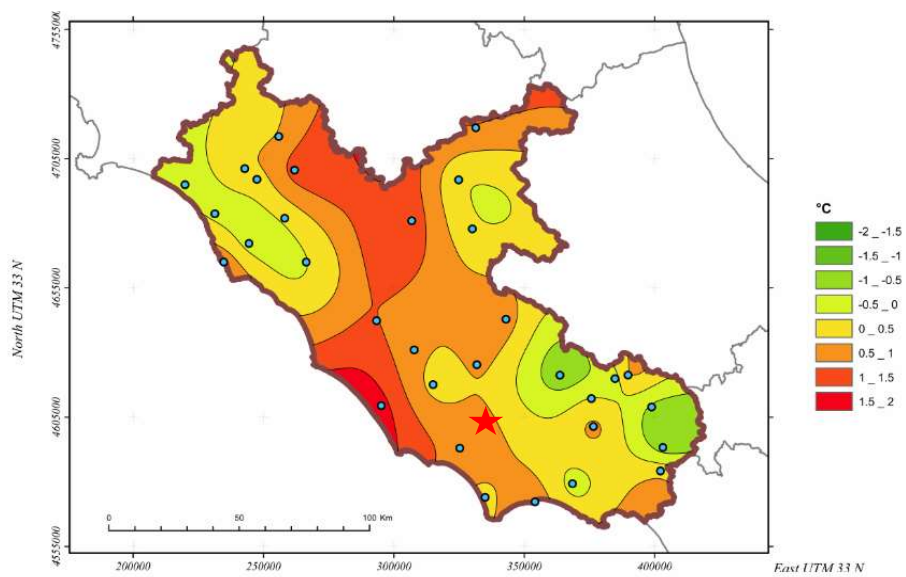 4755000
4705000
4655000
4605000
4555000
North UTM 33 N
°C
-2 _ -1.5
-1.5 _ -1
-1 _ -0.5
-0.5 _ 0
0 _ 0.5
0.5 _ 1
1 _ 1.5
1.5 _ 2
0 50 100 Km
200000 250000 300000 350000 400000
East UTM 33 N